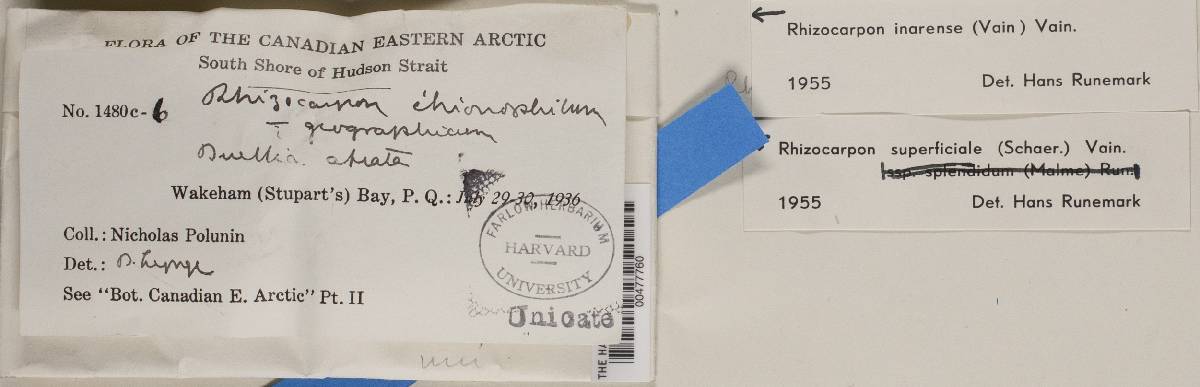 FLORA OF THE CANADIAN EASTERN ARCTIC
South Shore of Hudson Strait
No. 1480c-6
Rhizocarpon chionophilum
+ geographicum
Buellia atrata
Wakeham (Stupart's) Bay, P. Q.: July 29-30, 1936
Coll.: Nicholas Polunin
Det.: B. Lynge
See "Bot. Canadian E. Arctic" Pt. II
FARLOW HERBARIUM
HARVARD
UNIVERSITY
Unicate
00477760
THE HA
Rhizocarpon inarense (Vain) Vain.
1955 Det. Hans Runemark
Rhizocarpon superficiale (Schaer.) Vain.
ssp. splendidum (Malme) Run.
1955 Det. Hans Runemark